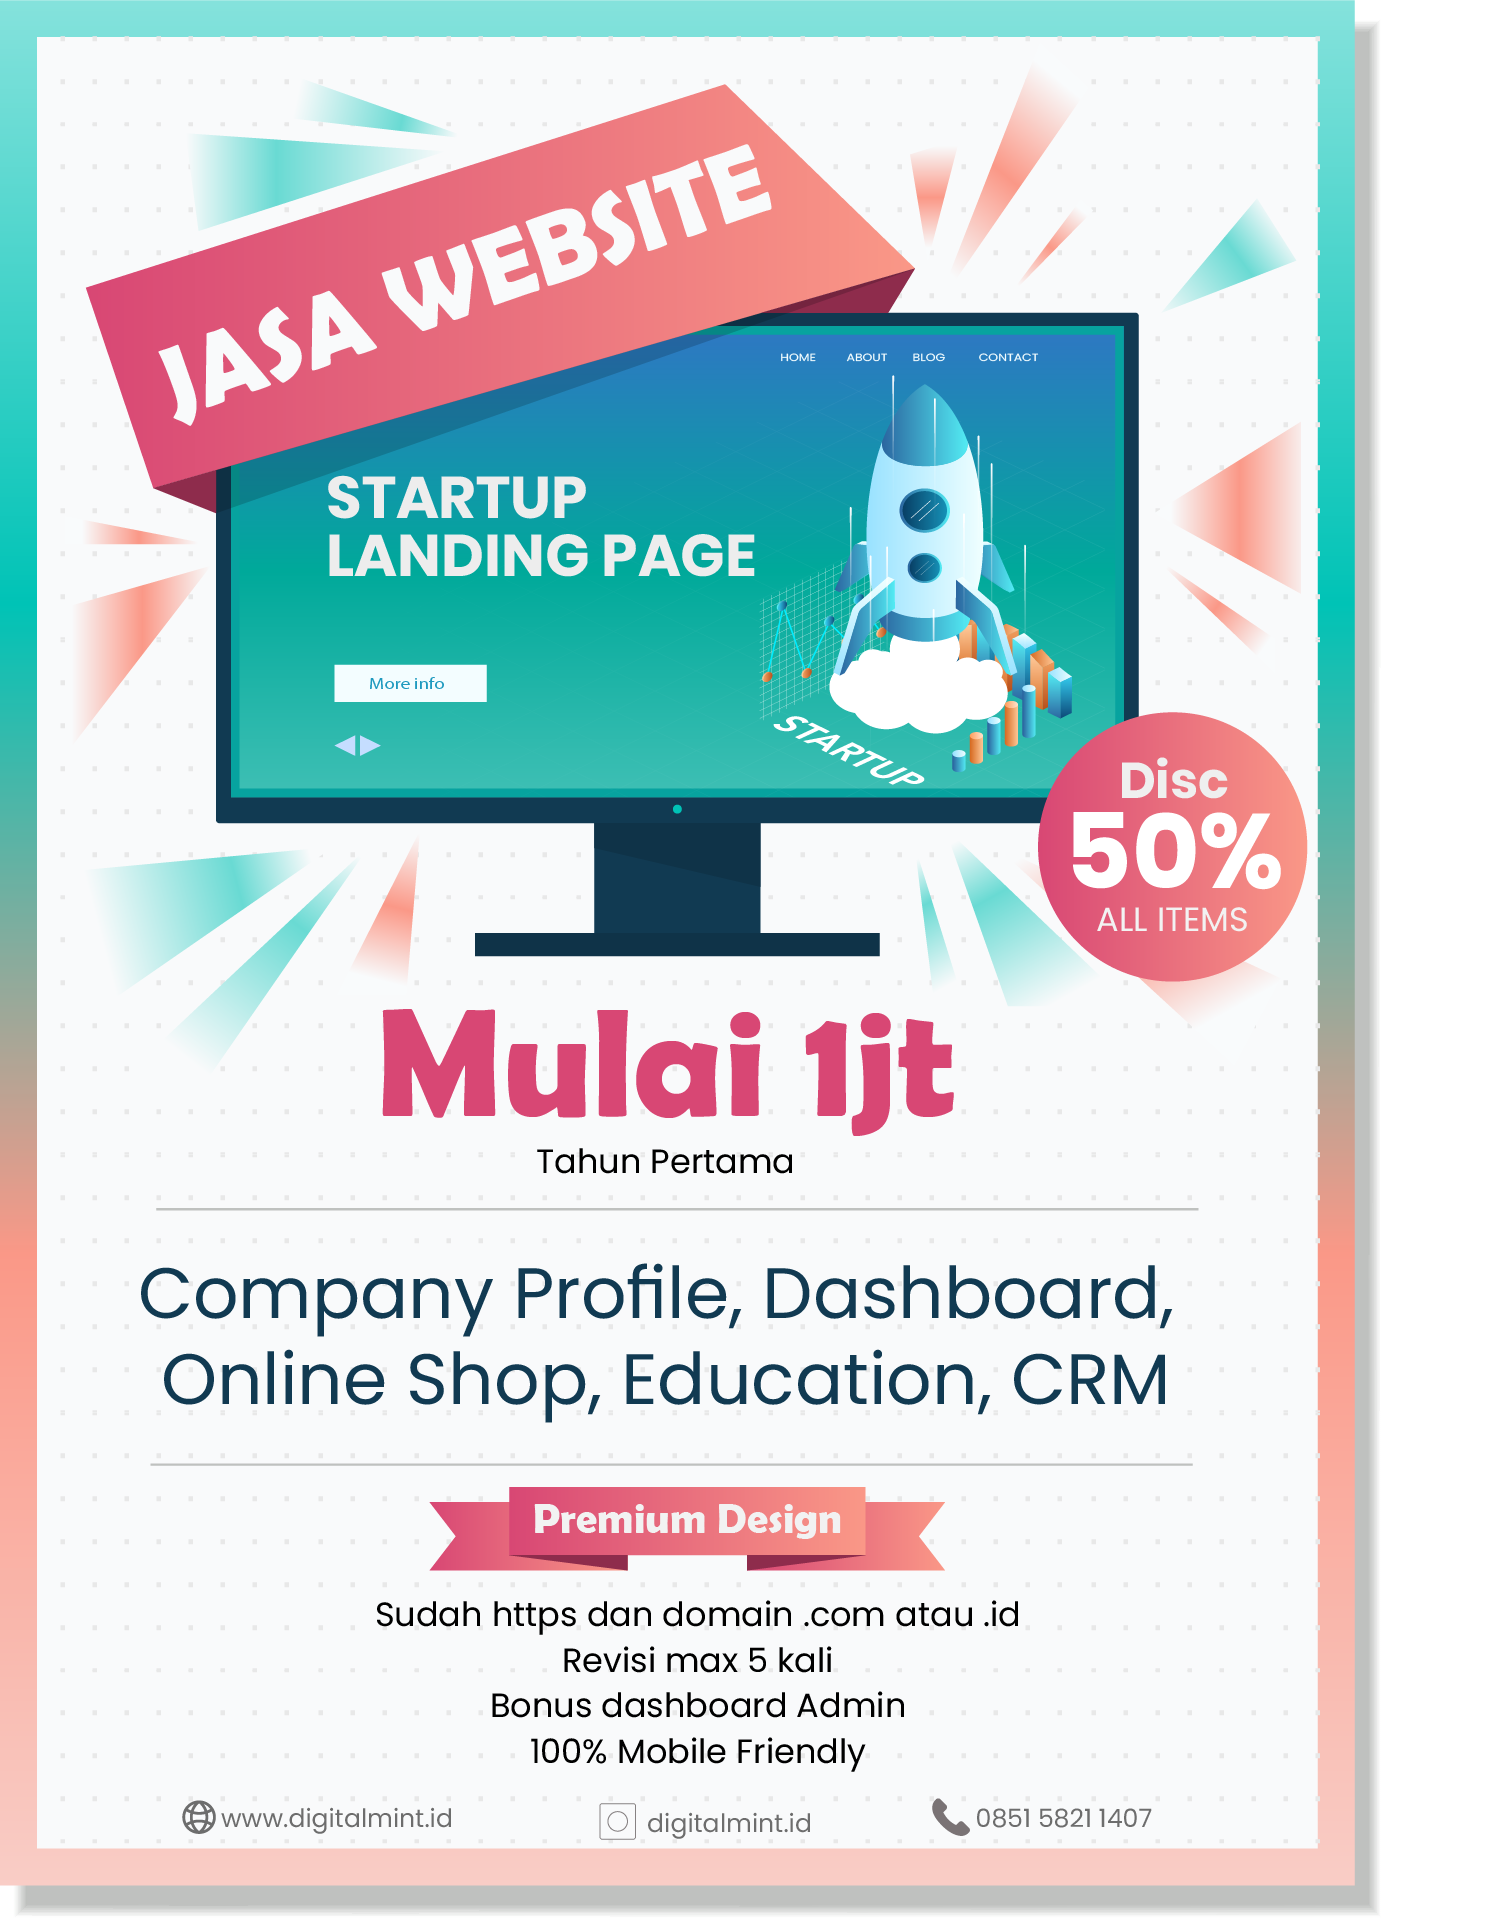 JASA WEBSITE
HOME ABOUT BLOG CONTACT
STARTUP
LANDING PAGE
More info
STARTUP
Disc
50%
ALL ITEMS
Mulai 1jt
Tahun Pertama
Company Profile, Dashboard,
Online Shop, Education, CRM
Premium Design
Sudah https dan domain .com atau .id
Revisi max 5 kali
Bonus dashboard Admin
100% Mobile Friendly
www.digitalmint.id digitalmint.id 0851 5821 1407